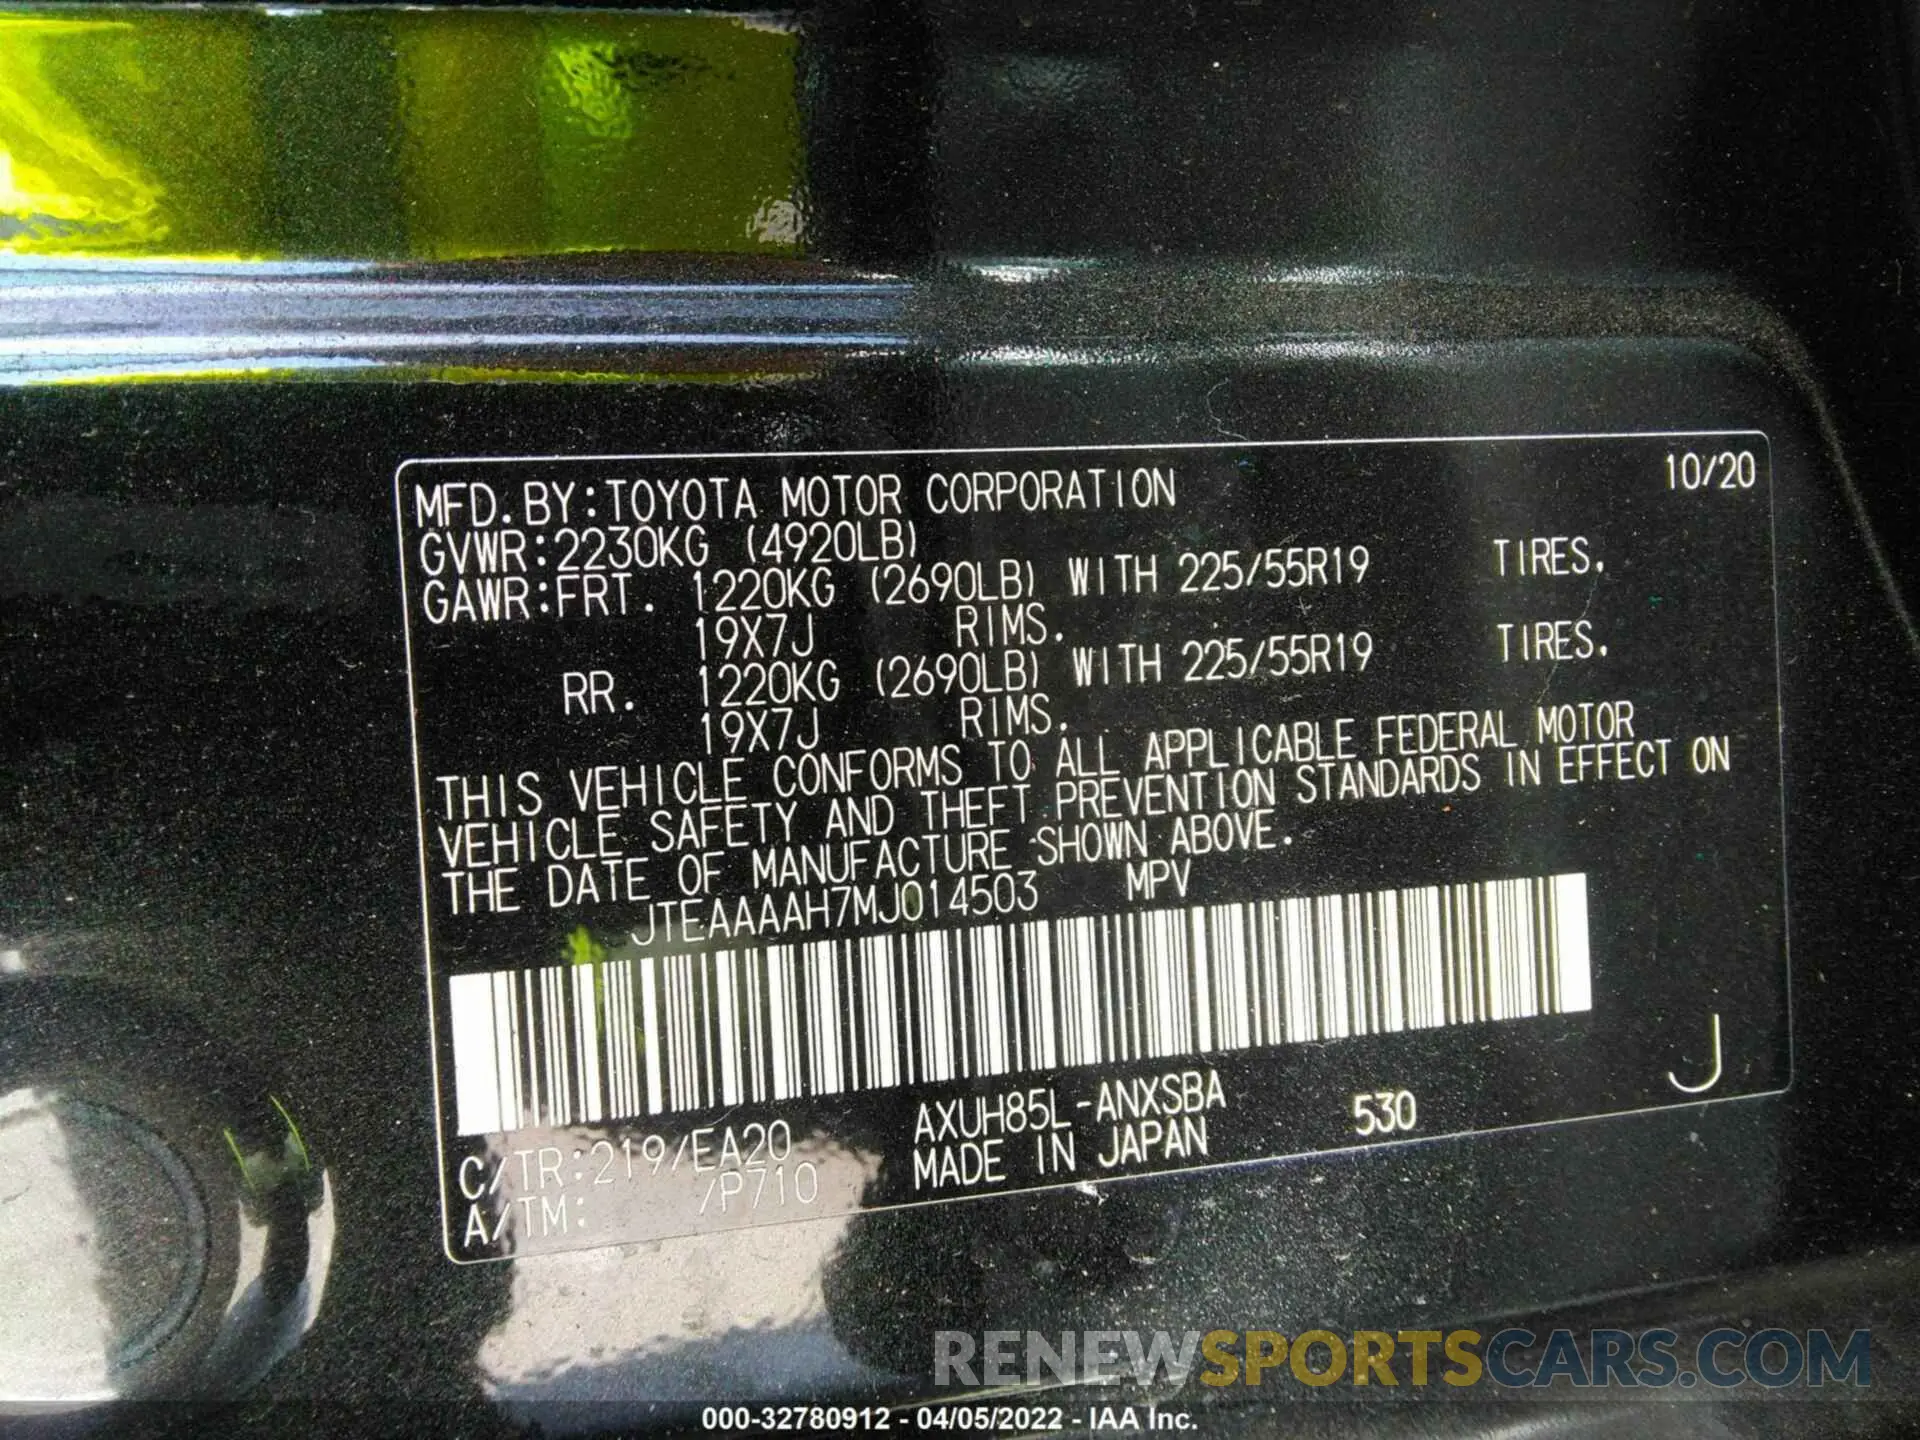 MFD.BY:TOYOTA MOTOR CORPORATION 10/20
GVWR:2230KG (4920LB)
GAWR:FRT. 1220KG (2690LB) WITH 225/55R19 TIRES.
19X7J RIMS.
RR. 1220KG (2690LB) WITH 225/55R19 TIRES.
19X7J RIMS.
THIS VEHICLE CONFORMS TO ALL APPLICABLE FEDERAL MOTOR
VEHICLE SAFETY AND THEFT PREVENTION STANDARDS IN EFFECT ON
THE DATE OF MANUFACTURE SHOWN ABOVE.
JTEAAAAH7MJ014503 MPV
J
C/TR:219/EA20 AXUH85L-ANXSBA 530
A/TM: /P710 MADE IN JAPAN
RENEWSPORTSCARS.COM
000-32780912 - 04/05/2022 - IAA Inc.